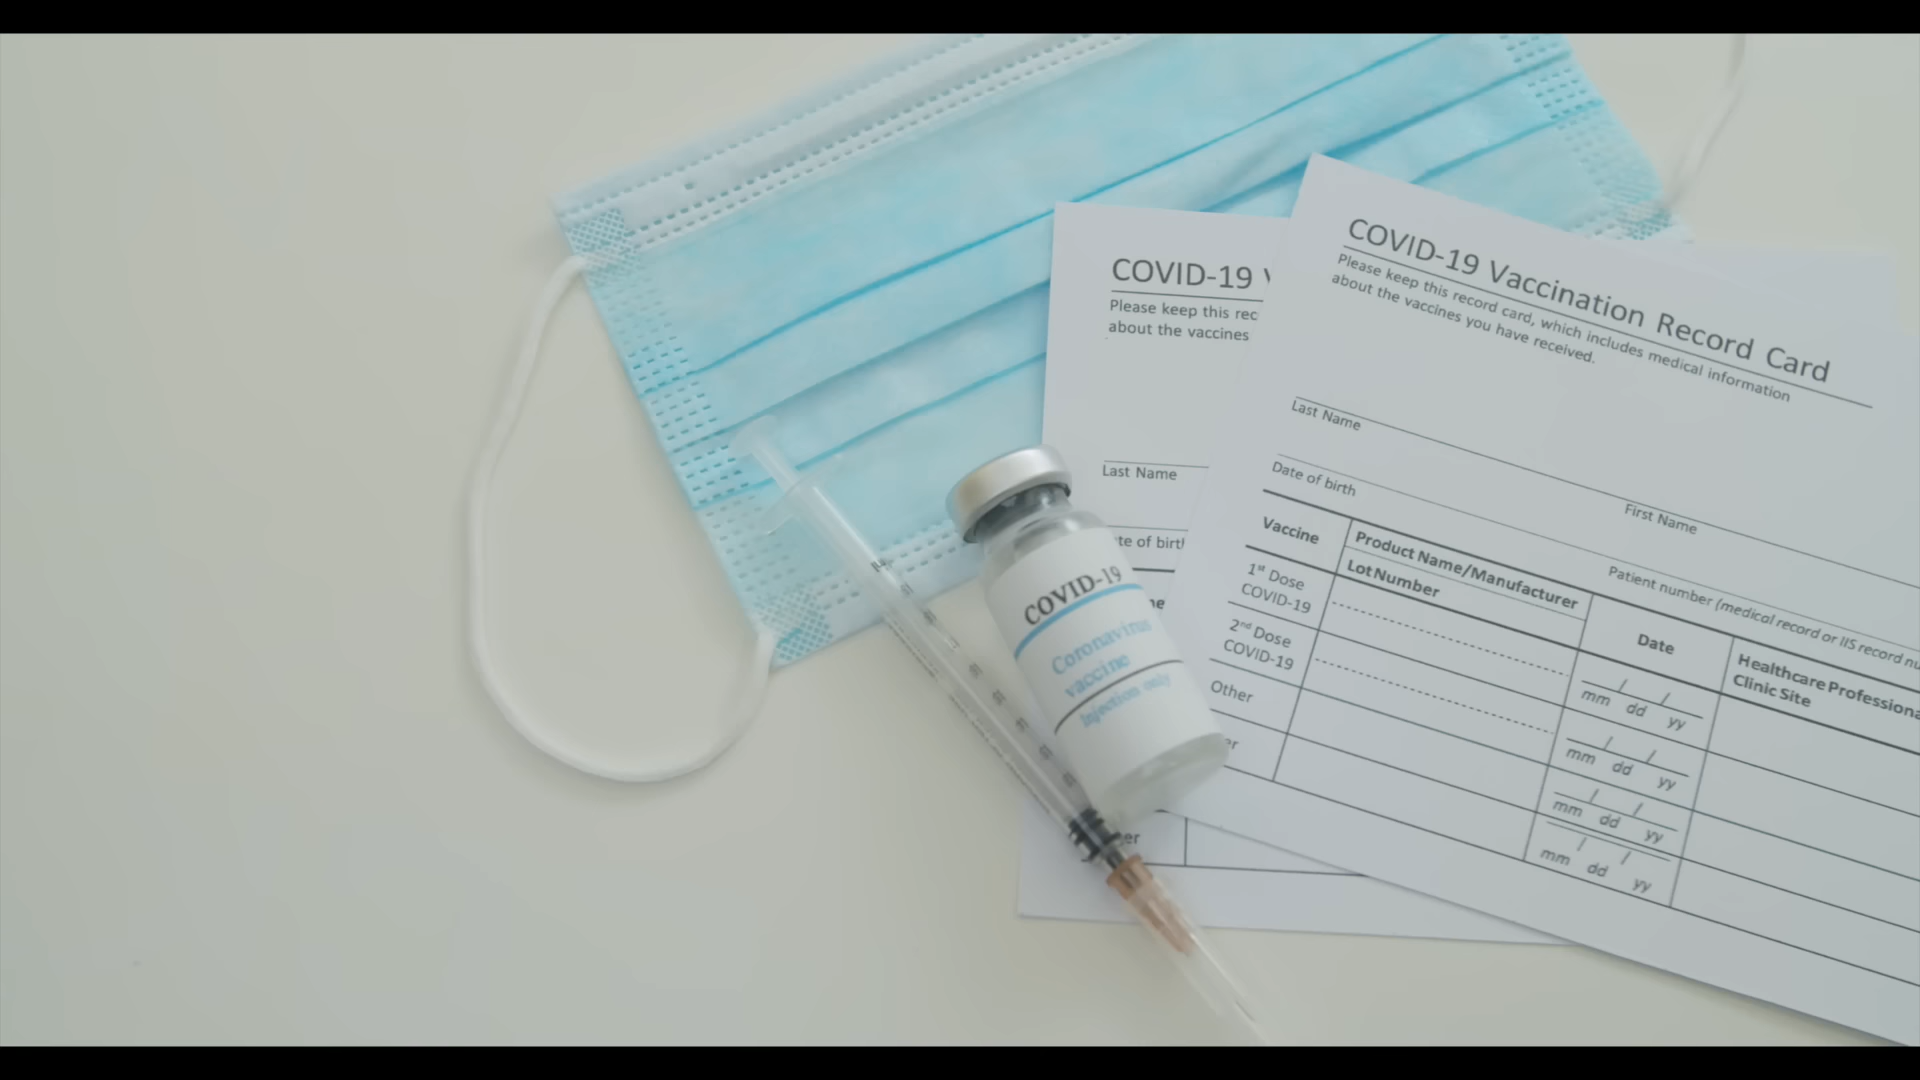 COVID-19 Vaccination Record Card
Please keep this record card, which includes medical information
about the vaccines you have received.
Last Name
First Name
Date of birth
Patient number (medical record or IIS record
Vaccine
Product Name/Manufacturer
Lot Number
Date
Healthcare
Clinic Site
1st Dose
COVID-19
mm dd yy
2nd Dose
COVID-19
mm dd yy
Other
mm dd yy
mm dd yy
COVID-19
Please keep this
about the vaccines
Last Name
of
COVID-19
Coronavirus
vaccine
Injection only